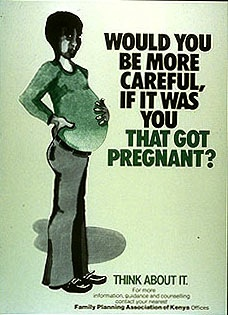 WOULD YOU
BE MORE
CAREFUL,
IF IT WAS
YOU
THAT GOT
PREGNANT?
THINK ABOUT IT.
For more
information, guidance and counselling
contact your nearest
Family Planning Association of Kenya Offices